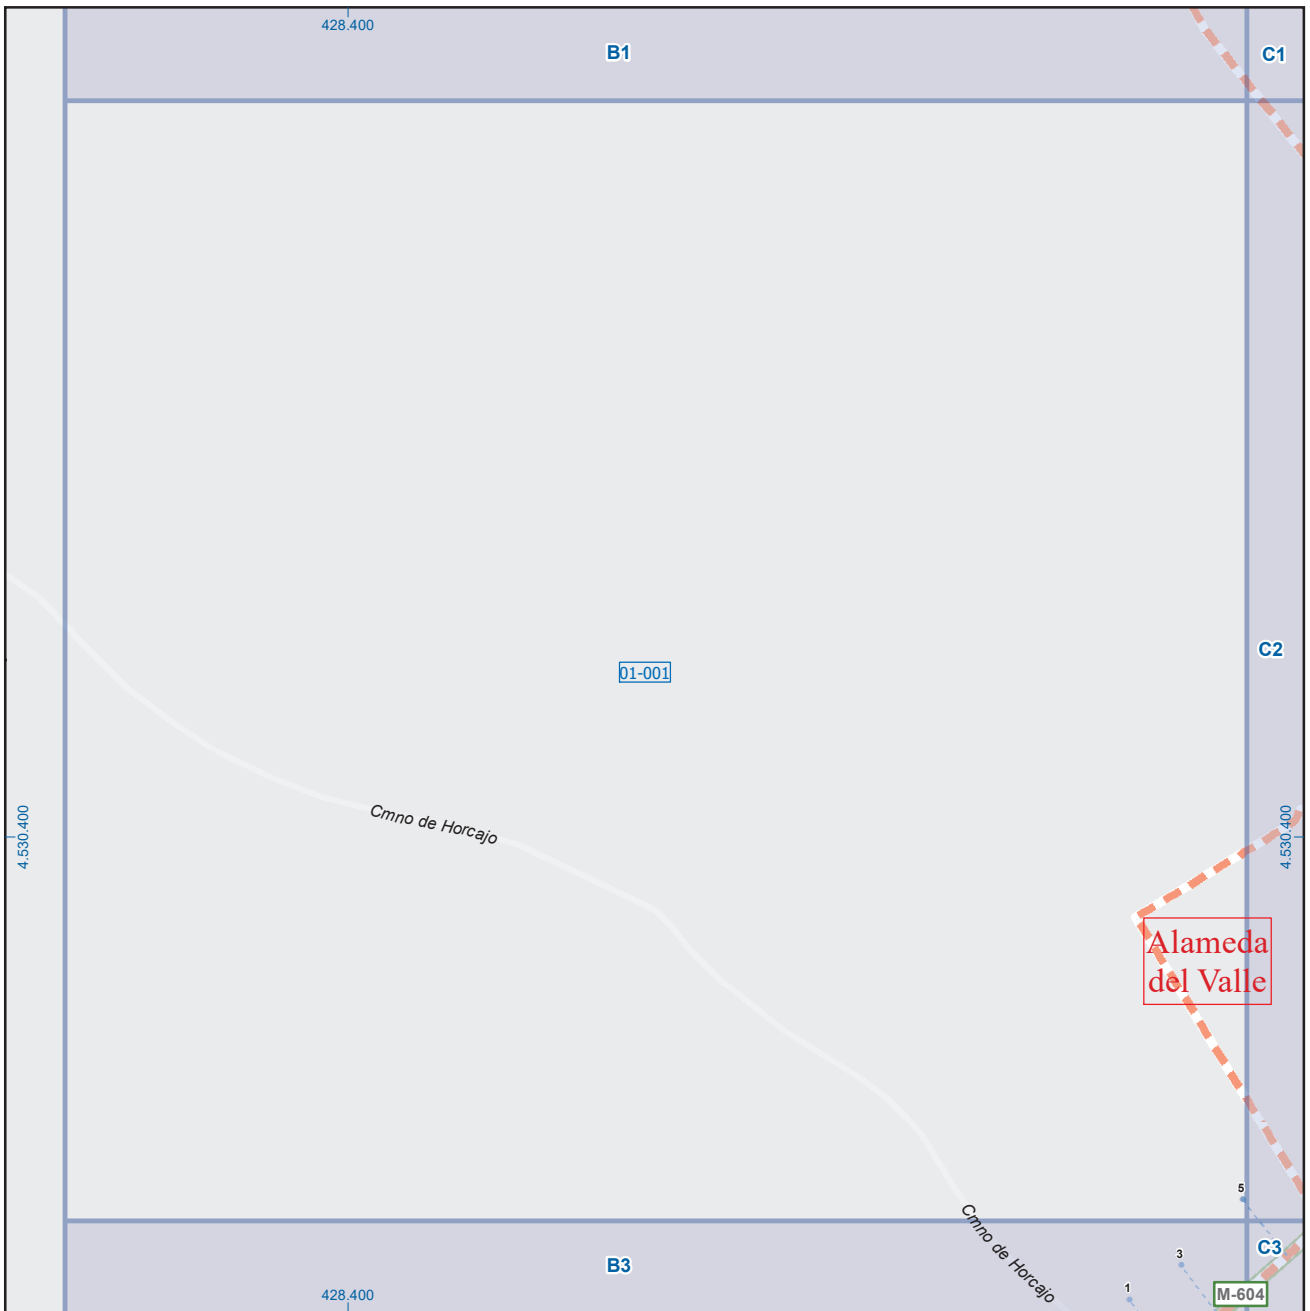 428.400
B1
C1
C2
01-001
Cmno de Horcajo
4.530.400
4.530.400
Alameda
del Valle
5
Cmno de Horcajo
C3
3
B3
1
M-604
428.400